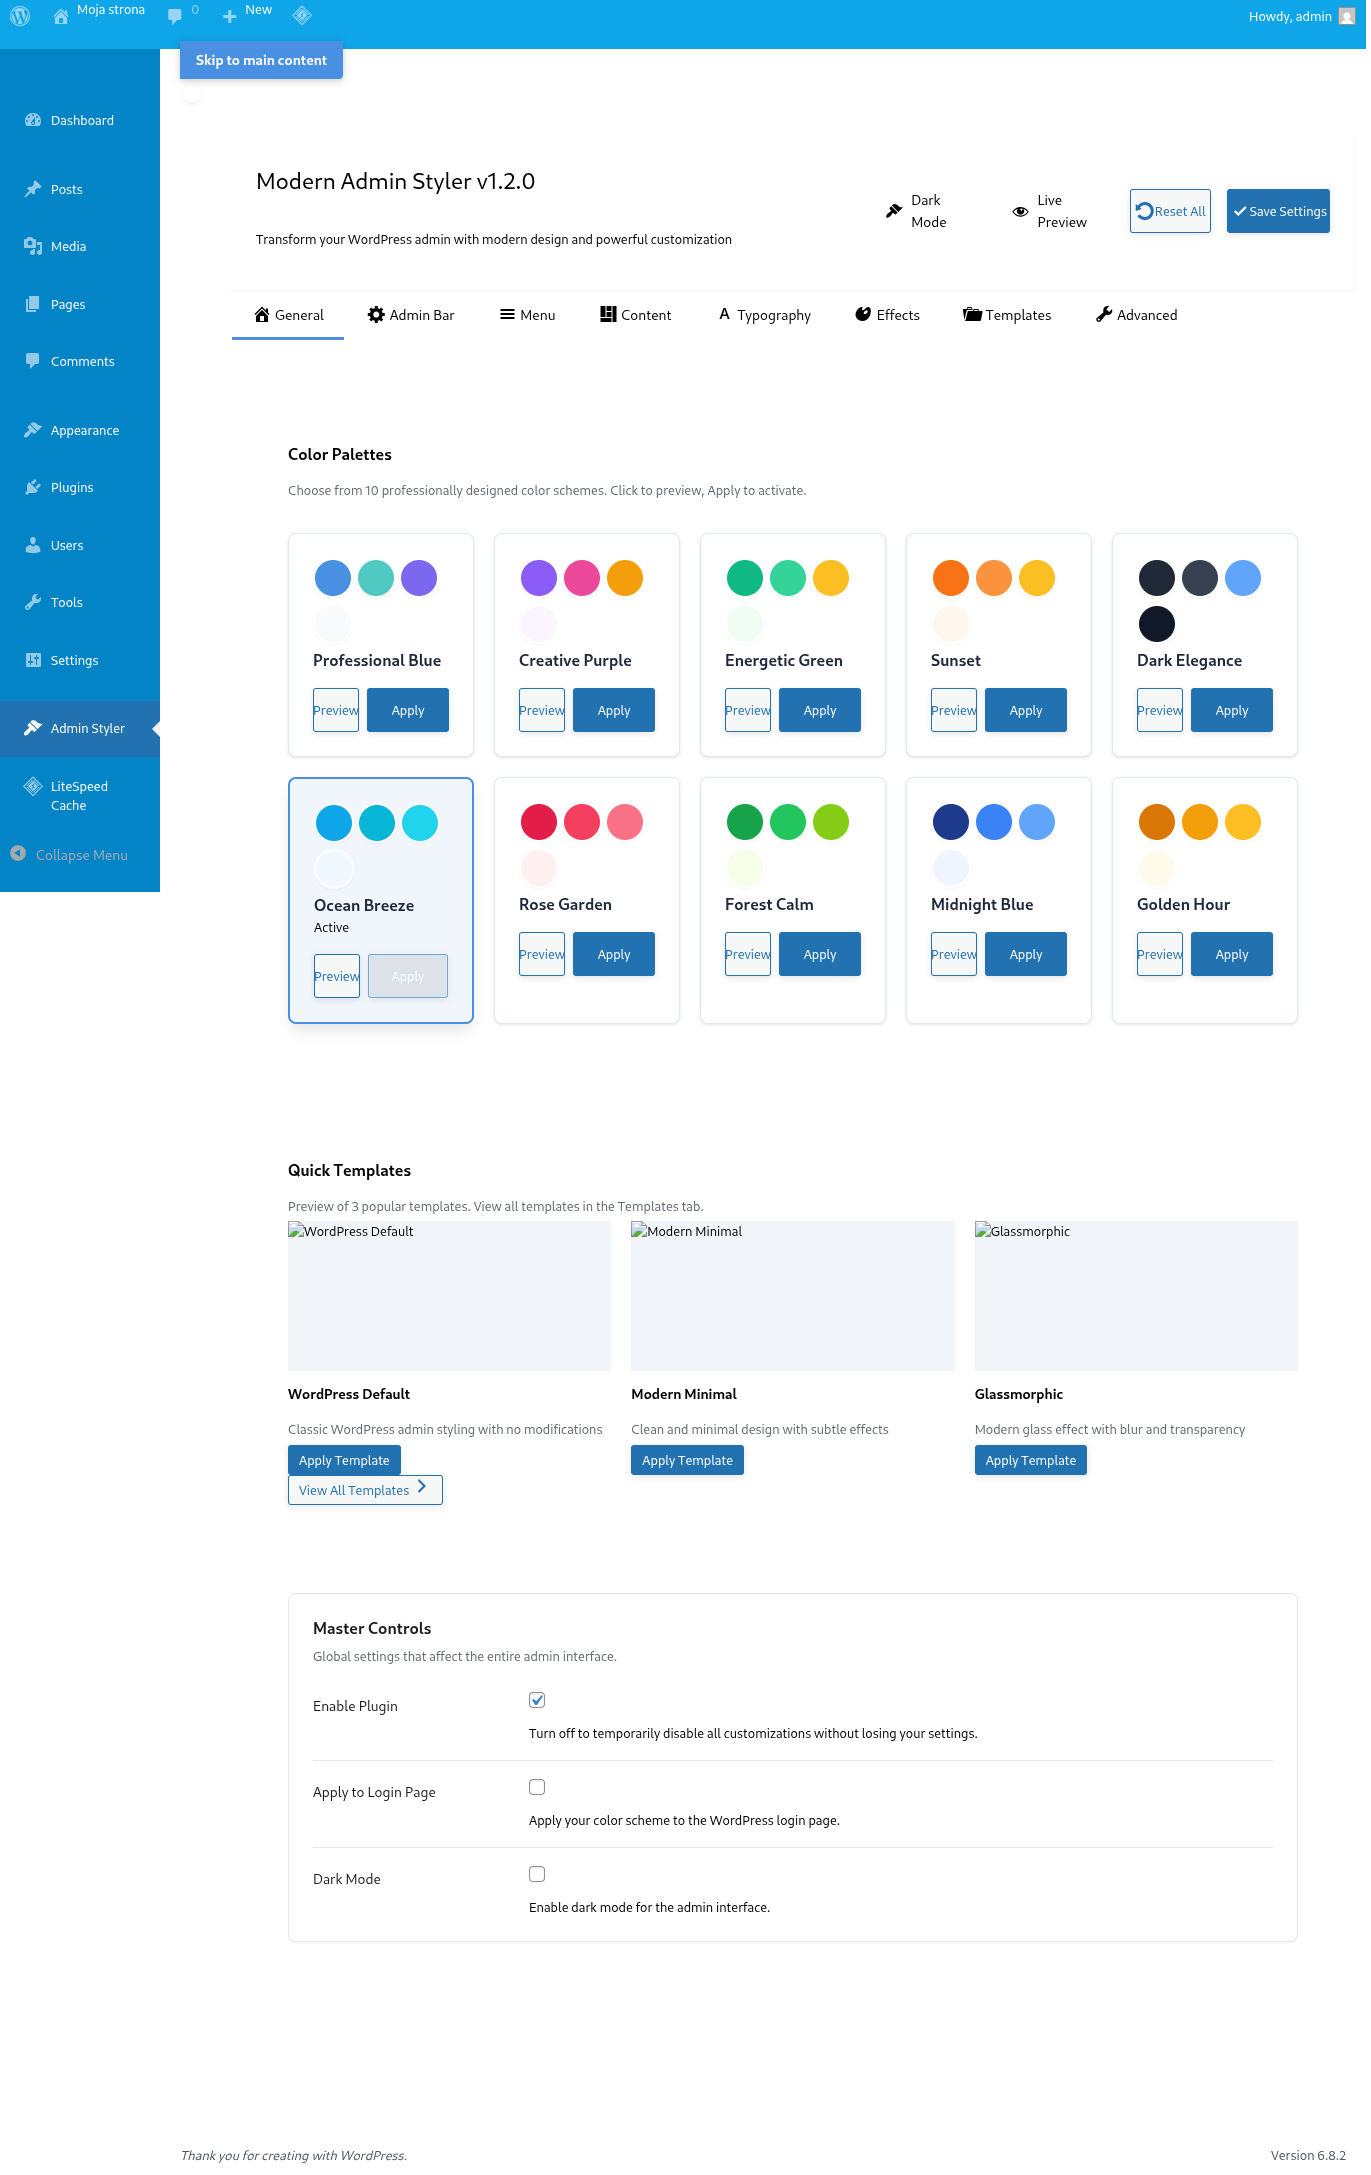 Moja strona
0
New
Howdy, admin
Skip to main content
Dashboard
Posts
Media
Pages
Comments
Appearance
Plugins
Users
Tools
Settings
Admin Styler
LiteSpeed
Cache
Collapse Menu
Modern Admin Styler v1.2.0
Transform your WordPress admin with modern design and powerful customization
Dark
Mode
Live
Preview
Reset All
Save Settings
General
Admin Bar
Menu
Content
Typography
Effects
Templates
Advanced
Color Palettes
Choose from 10 professionally designed color schemes. Click to preview, Apply to activate.
Professional Blue
Preview
Apply
Creative Purple
Preview
Apply
Energetic Green
Preview
Apply
Sunset
Preview
Apply
Dark Elegance
Preview
Apply
Ocean Breeze
Active
Preview
Apply
Rose Garden
Preview
Apply
Forest Calm
Preview
Apply
Midnight Blue
Preview
Apply
Golden Hour
Preview
Apply
Quick Templates
Preview of 3 popular templates. View all templates in the Templates tab.
WordPress Default
Modern Minimal
Glassmorphic
WordPress Default
Classic WordPress admin styling with no modifications
Apply Template
Modern Minimal
Clean and minimal design with subtle effects
Apply Template
Glassmorphic
Modern glass effect with blur and transparency
Apply Template
View All Templates
Master Controls
Global settings that affect the entire admin interface.
Enable Plugin
Turn off to temporarily disable all customizations without losing your settings.
Apply to Login Page
Apply your color scheme to the WordPress login page.
Dark Mode
Enable dark mode for the admin interface.
Thank you for creating with WordPress.
Version 6.8.2